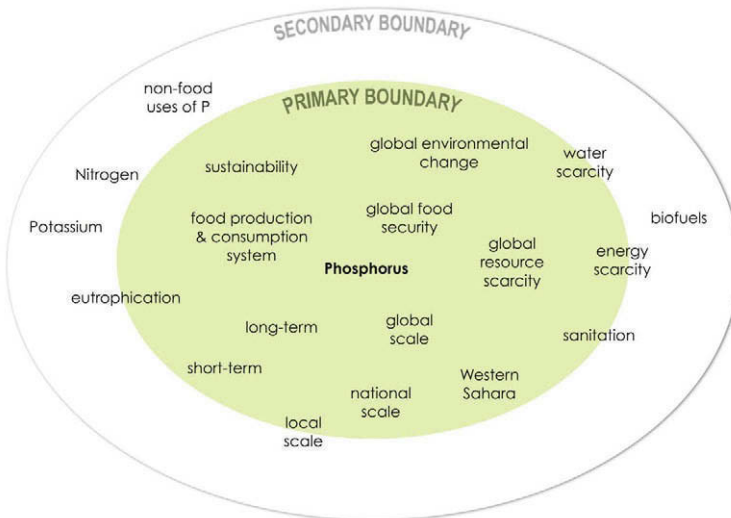 SECONDARY BOUNDARY
non-food
uses of P
PRIMARY BOUNDARY
global environmental
change
water
scarcity
sustainability
Nitrogen
Potassium
food production
& consumption
system
global food
security
biofuels
global
resource
scarcity
energy
scarcity
Phosphorus
eutrophication
long-term
global
scale
sanitation
short-term
Western
Sahara
national
scale
local
scale